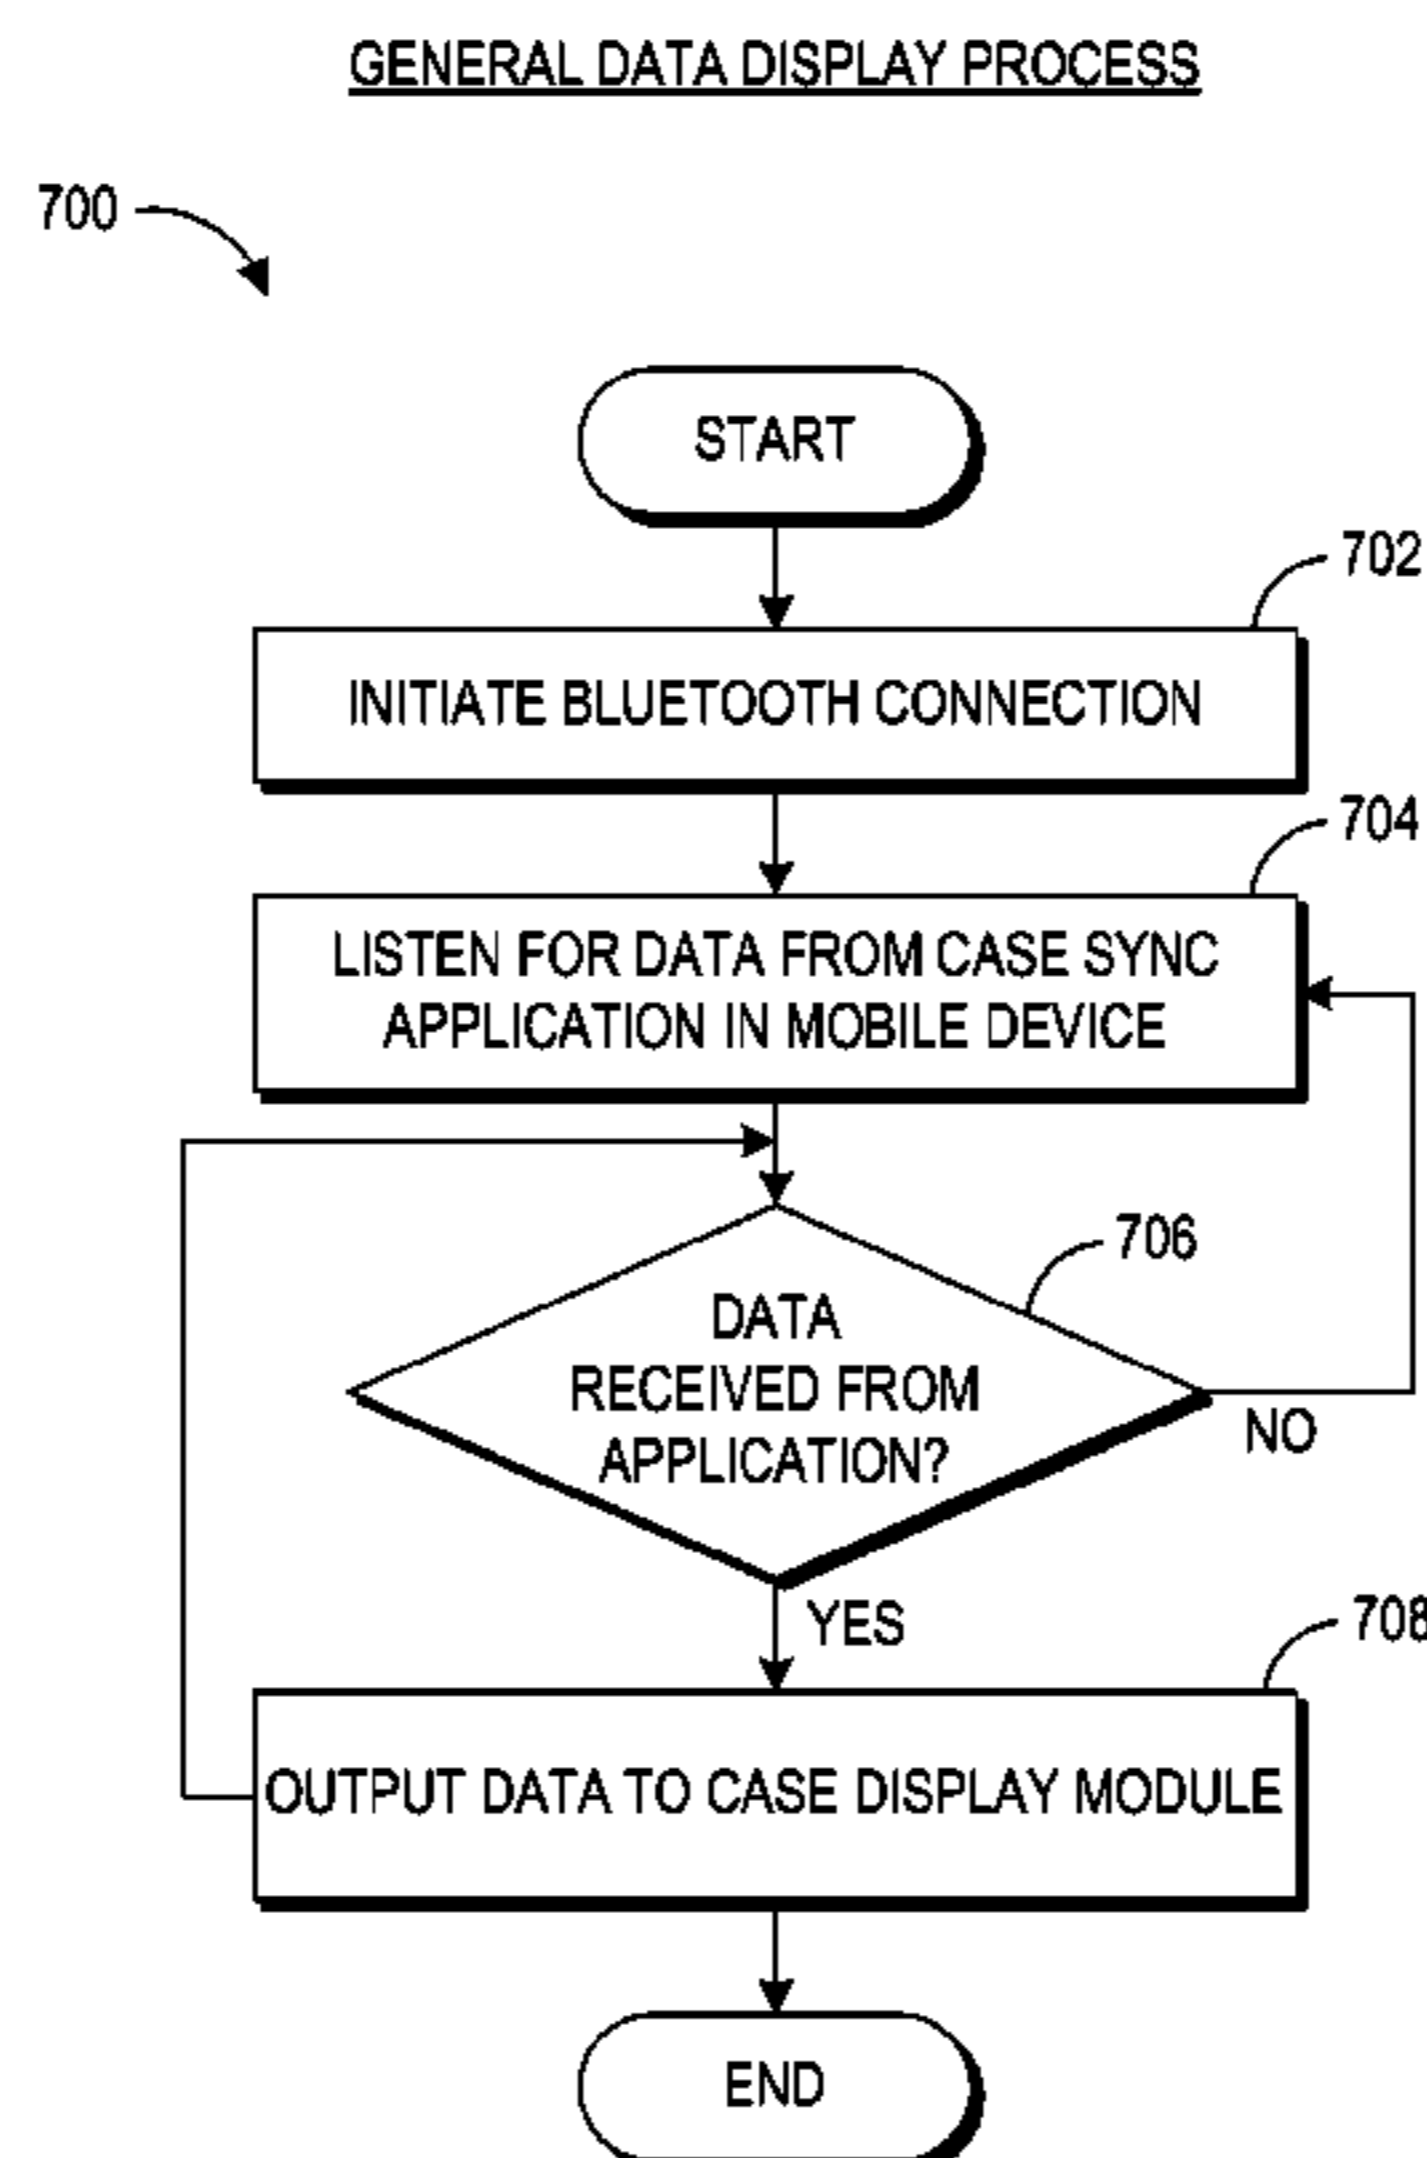 GENERAL DATA DISPLAY PROCESS
700
START
702
INITIATE BLUETOOTH CONNECTION
704
LISTEN FOR DATA FROM CASE SYNC
APPLICATION IN MOBILE DEVICE
706
DATA
RECEIVED FROM
APPLICATION?
NO
YES
708
OUTPUT DATA TO CASE DISPLAY MODULE
END